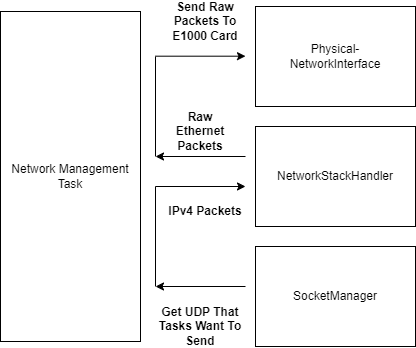 Send Raw
Packets To
E1000 Card
Physical-
NetworkInterface
Raw
Ethernet
Packets
Network Management
Task
NetworkStackHandler
IPv4 Packets
SocketManager
Get UDP That
Tasks Want To
Send